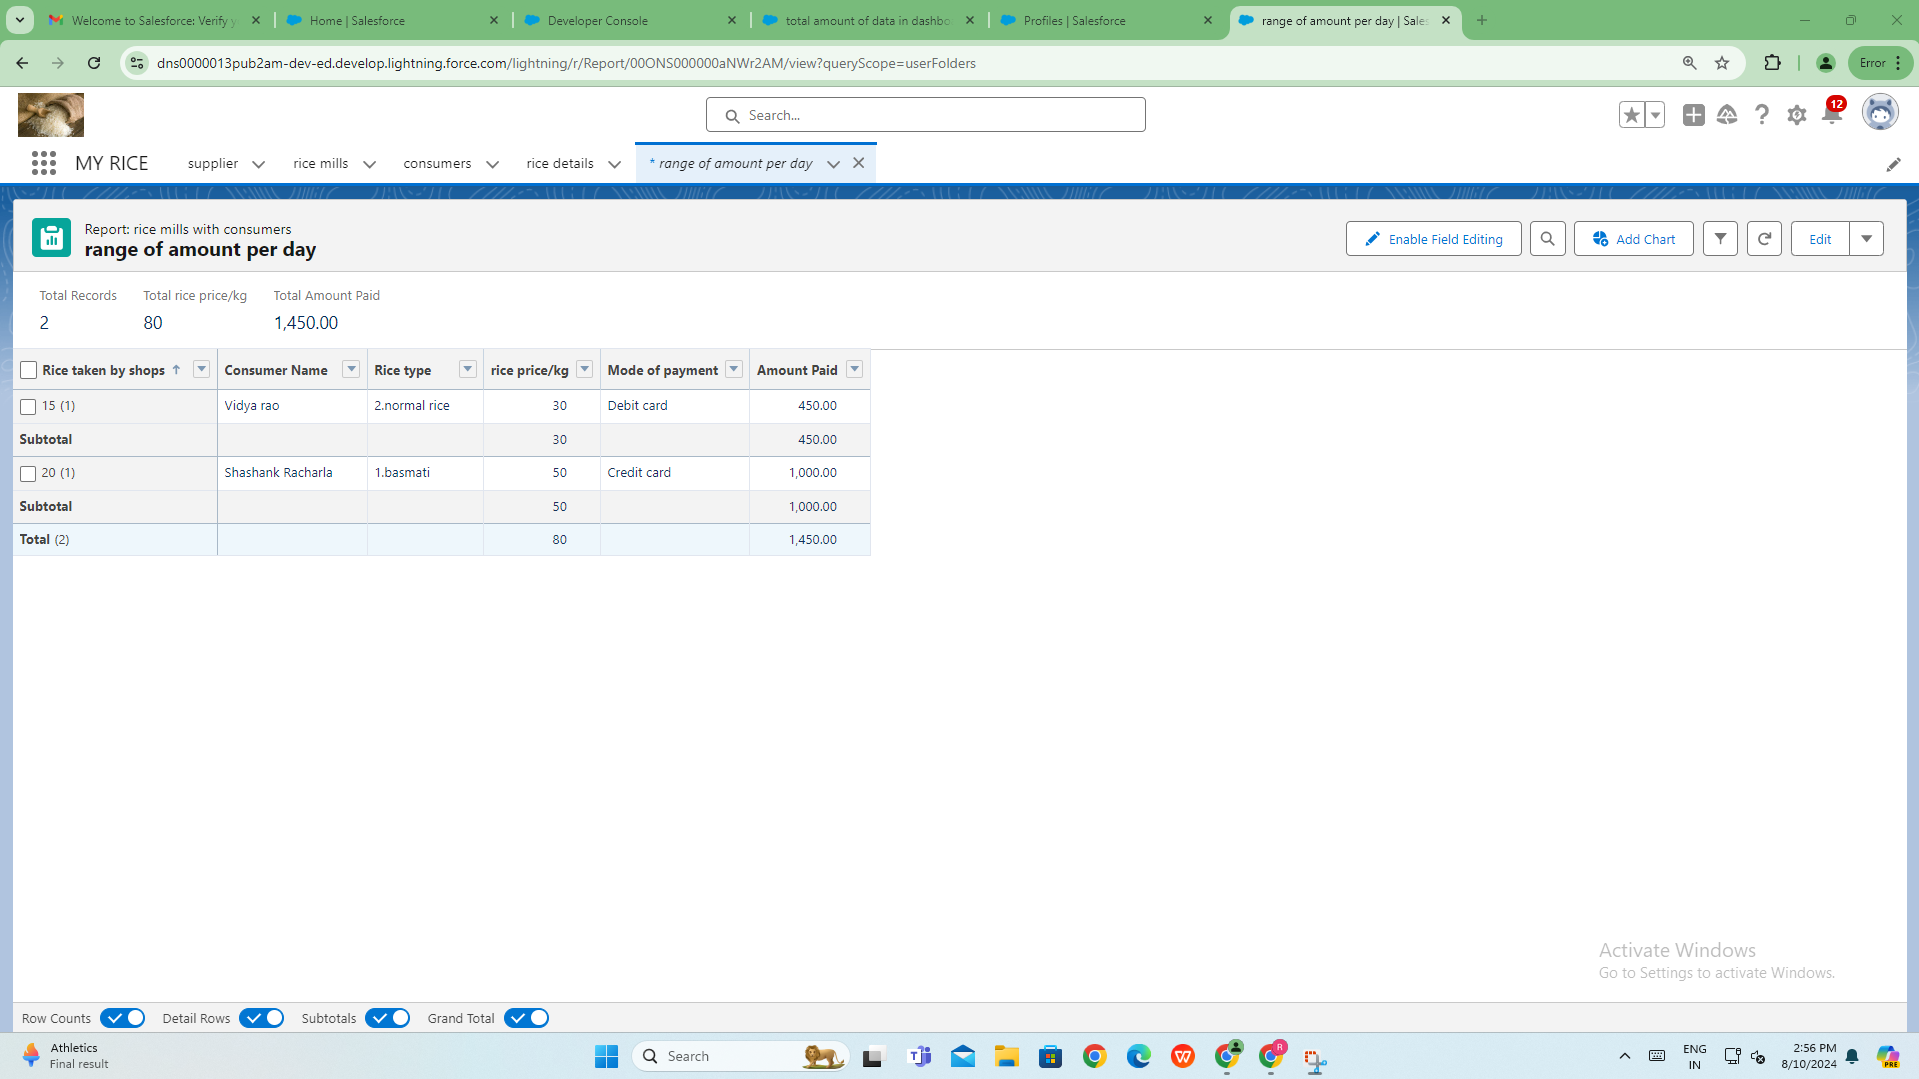 Welcome to Salesforce: Verify y
Home | Salesforce
Developer Console
total amount of data in dashbo
Profiles | Salesforce
range of amount per day | Sales
dns0000013pub2am-dev-ed.develop.lightning.force.com/lightning/r/Report/00ONS000000aNWr2AM/view?queryScope=userFolders
Error
Search...
12
MY RICE
supplier
rice mills
consumers
rice details
* range of amount per day
Report: rice mills with consumers
range of amount per day
Enable Field Editing
Add Chart
Edit
Total Records Total rice price/kg Total Amount Paid
2 80 1,450.00
Rice taken by shops ↑ Consumer Name Rice type rice price/kg Mode of payment Amount Paid
15 (1) Vidya rao 2.normal rice 30 Debit card 450.00
Subtotal 30 450.00
20 (1) Shashank Racharla 1.basmati 50 Credit card 1,000.00
Subtotal 50 1,000.00
Total (2) 80 1,450.00
Activate Windows
Go to Settings to activate Windows.
Row Counts Detail Rows Subtotals Grand Total
Athletics
Final result
Search
R
ENG
IN
2:56 PM
8/10/2024
PRE